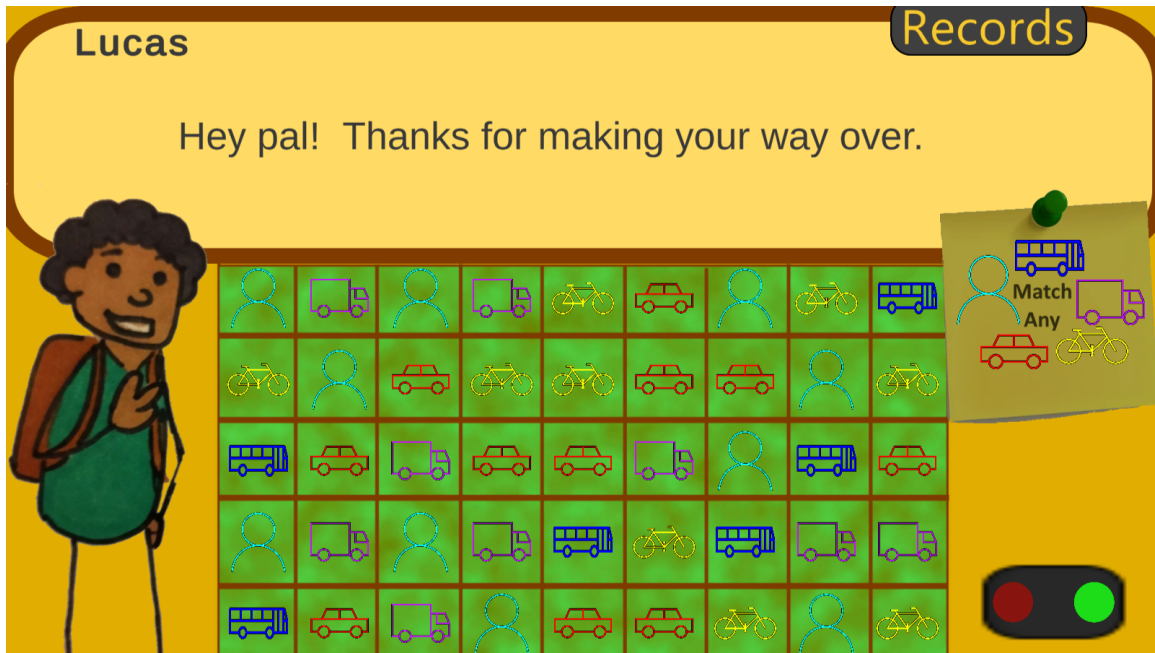 Lucas
Records
Hey pal!  Thanks for making your way over.
Match
Any